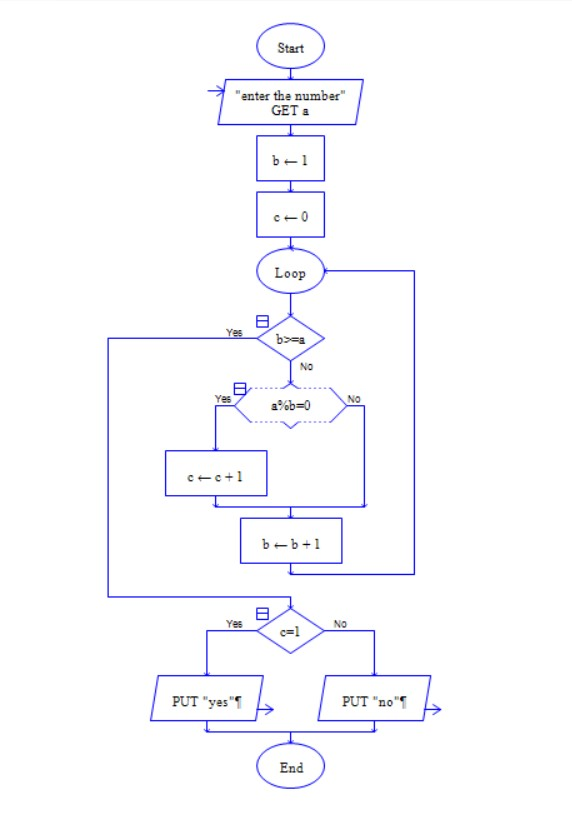 Start
"enter the number"
GET a
b ← 1
c ← 0
Loop
Yes
b>=a
No
Yes
a%b=0
No
c ← c + 1
b ← b + 1
Yes
c=1
No
PUT "yes"¶
PUT "no"¶
End